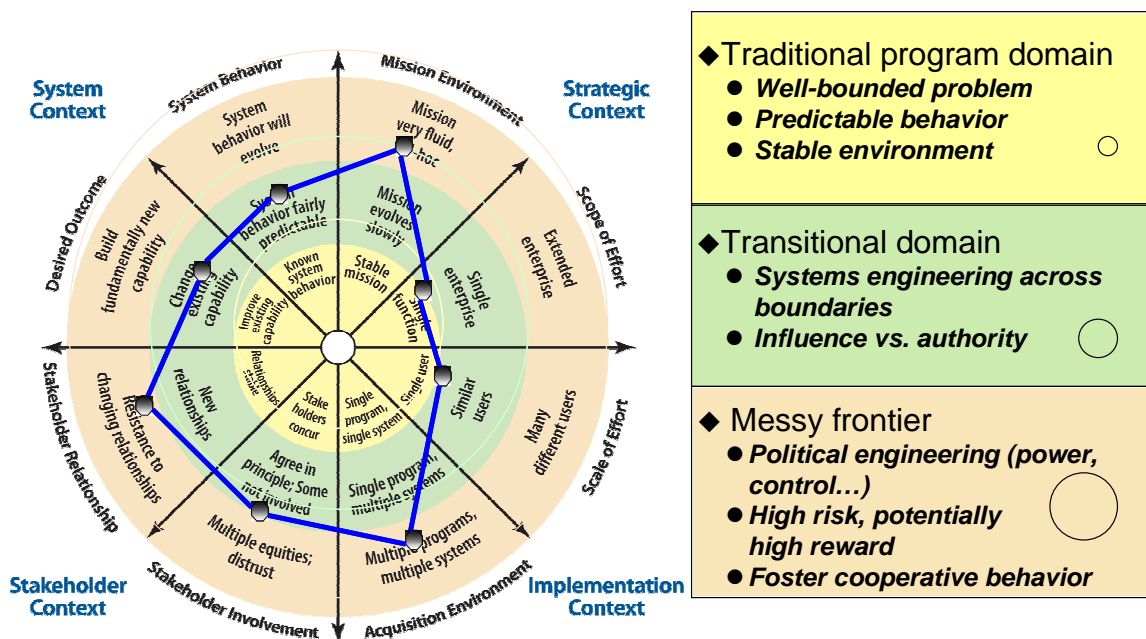 System
Context
System Behavior
Mission Environment
Strategic
Context
Desired Outcome
Scope of Effort
Stakeholder Relationship
Scale of Effort
Stakeholder
Context
Stakeholder Involvement
Acquisition Environment
Implementation
Context
System
behavior will
evolve
Mission
very fluid,
Build
fundamentally new
capability
System
behavior fairly
predictable
Mission
evolves
slowly
Extended
enterprise
existing
capability
Known
system
behavior
Stable
mission
Single
enterprise
Improve
existing
capability
Single
function
Relationships
Stake
holders
concur
Single
program,
single system
Single user
Similar
users
Many
different users
New
relationships
Resistance to
changing relationships
Agree in
principle; Some
not involved
Single program,
multiple systems
Multiple equities;
distrust
Multiple programs,
multiple systems
◆Traditional program domain
● Well-bounded problem
● Predictable behavior
● Stable environment
◆Transitional domain
● Systems engineering across
boundaries
● Influence vs. authority
◆ Messy frontier
● Political engineering (power,
control…)
● High risk, potentially
high reward
● Foster cooperative behavior